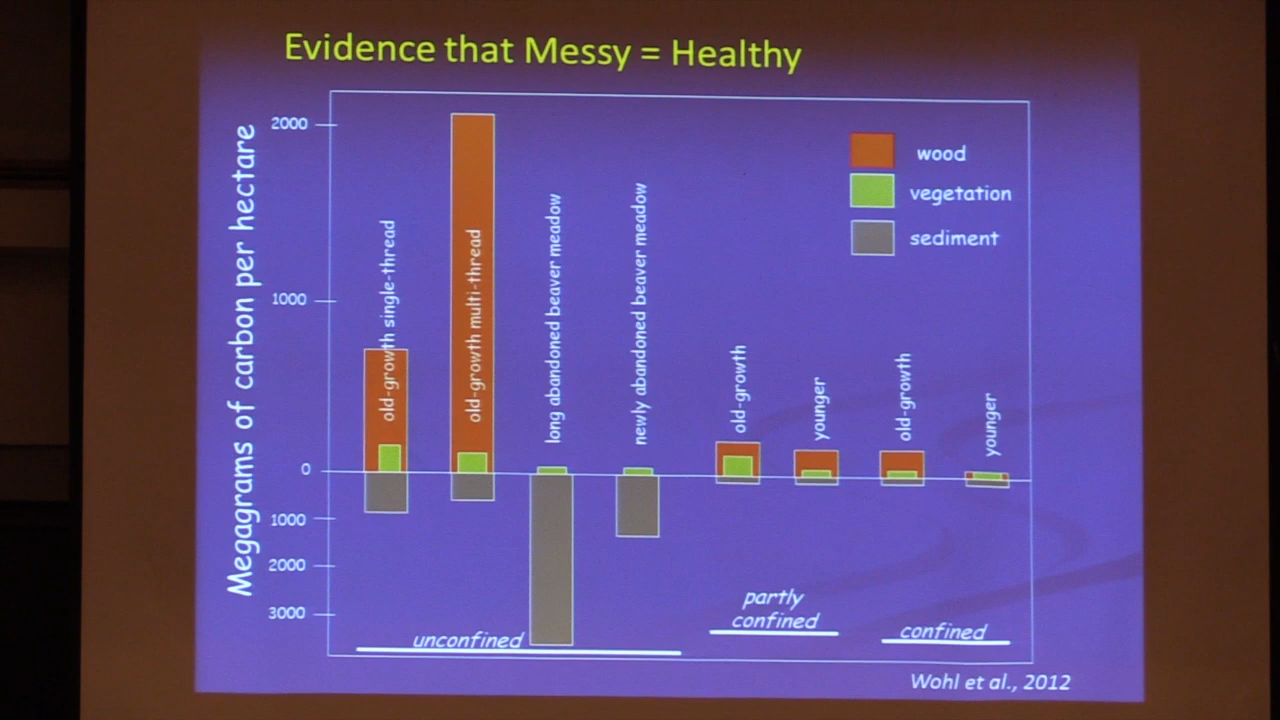 Evidence that Messy = Healthy
Megagrams of carbon per hectare
2000
1000
0
1000
2000
3000
old-growth single-thread
old-growth multi-thread
long abandoned beaver meadow
newly abandoned beaver meadow
old-growth
younger
old-growth
younger
wood
vegetation
sediment
unconfined
partly
confined
confined
Wohl et al., 2012